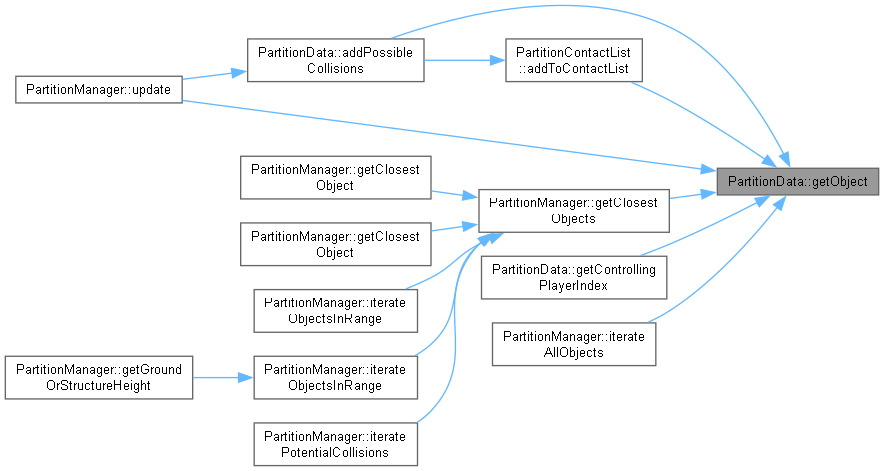 PartitionData::addPossible
Collisions
PartitionContactList
::addToContactList
PartitionManager::update
PartitionManager::getClosest
Object
PartitionData::getObject
PartitionManager::getClosest
Objects
PartitionManager::getClosest
Object
PartitionData::getControlling
PlayerIndex
PartitionManager::iterate
ObjectsInRange
PartitionManager::iterate
AllObjects
PartitionManager::getGround
OrStructureHeight
PartitionManager::iterate
ObjectsInRange
PartitionManager::iterate
PotentialCollisions